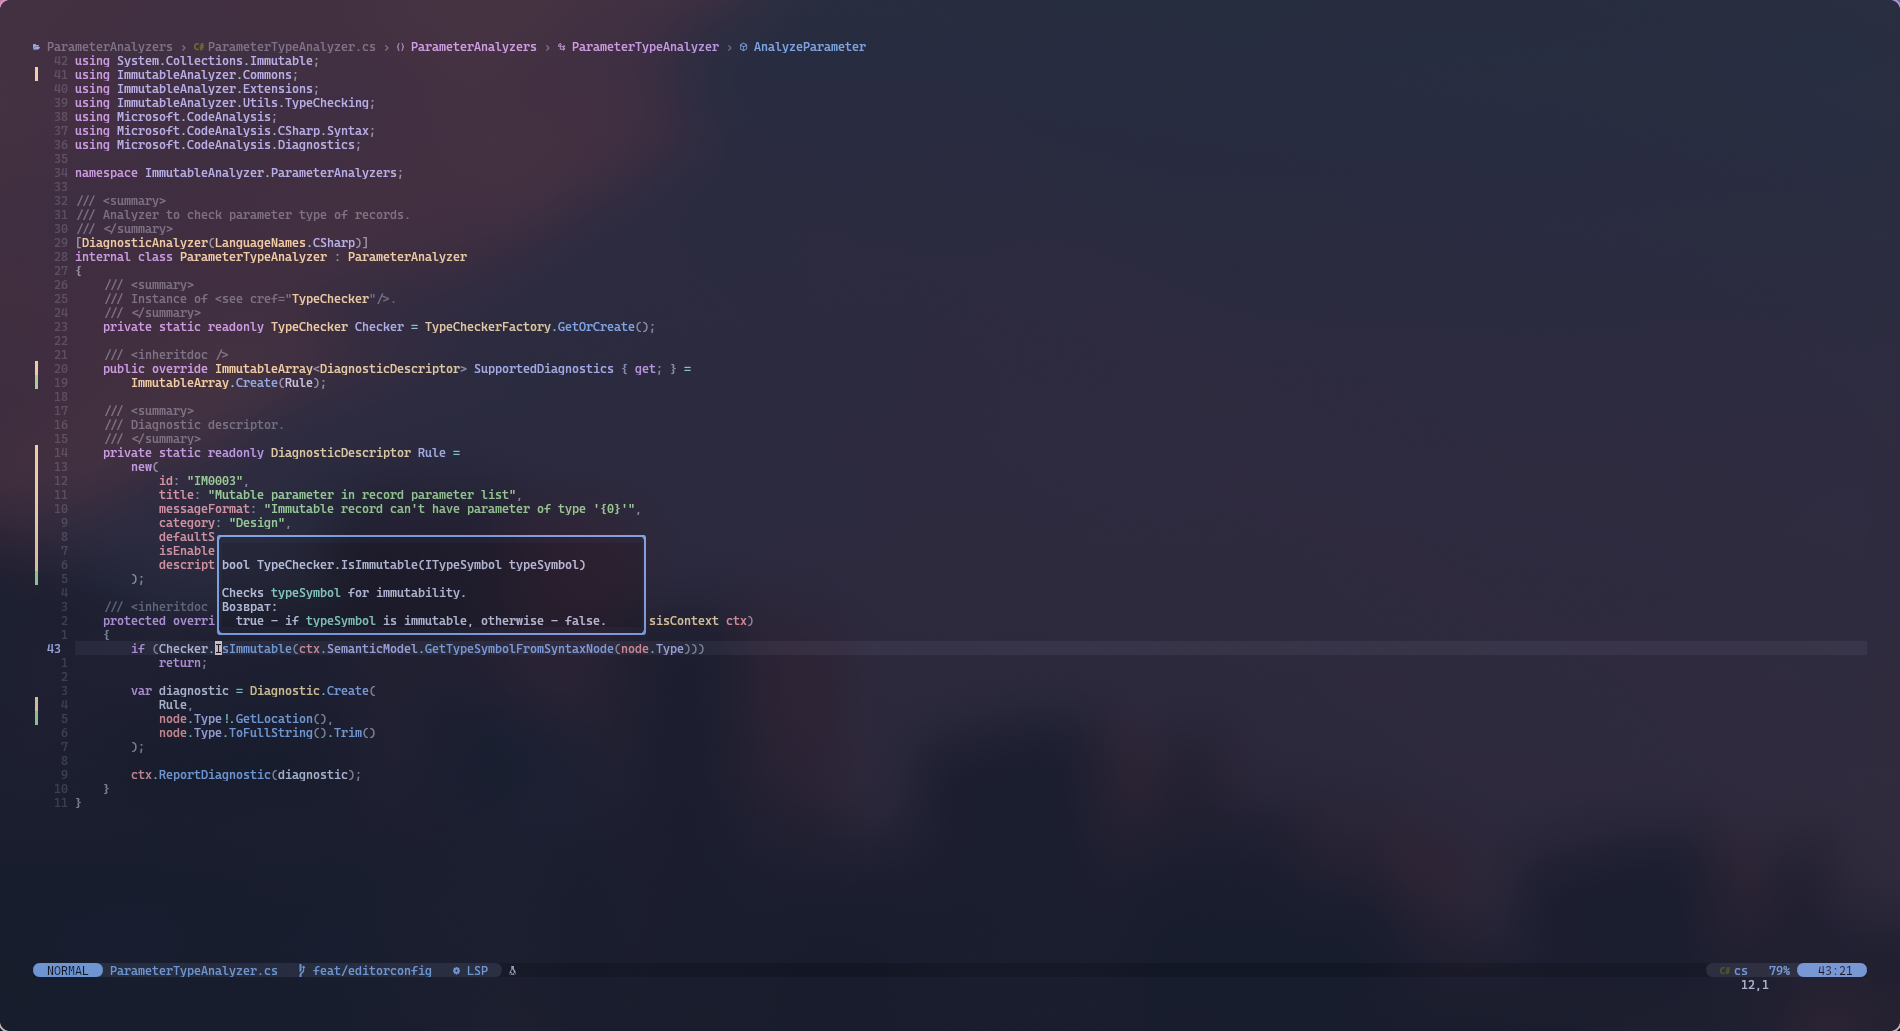 ParameterAnalyzers › C# ParameterTypeAnalyzer.cs › {} ParameterAnalyzers › ParameterTypeAnalyzer › AnalyzeParameter
42 using System.Collections.Immutable;
41 using ImmutableAnalyzer.Commons;
40 using ImmutableAnalyzer.Extensions;
39 using ImmutableAnalyzer.Utils.TypeChecking;
38 using Microsoft.CodeAnalysis;
37 using Microsoft.CodeAnalysis.CSharp.Syntax;
36 using Microsoft.CodeAnalysis.Diagnostics;
35
34 namespace ImmutableAnalyzer.ParameterAnalyzers;
33
32 /// <summary>
31 /// Analyzer to check parameter type of records.
30 /// </summary>
29 [DiagnosticAnalyzer(LanguageNames.CSharp)]
28 internal class ParameterTypeAnalyzer : ParameterAnalyzer
27 {
26     /// <summary>
25     /// Instance of <see cref="TypeChecker"/>.
24     /// </summary>
23     private static readonly TypeChecker Checker = TypeCheckerFactory.GetOrCreate();
22
21     /// <inheritdoc />
20     public override ImmutableArray<DiagnosticDescriptor> SupportedDiagnostics { get; } =
19         ImmutableArray.Create(Rule);
18
17     /// <summary>
16     /// Diagnostic descriptor.
15     /// </summary>
14     private static readonly DiagnosticDescriptor Rule =
13         new(
12             id: "IM0003",
11             title: "Mutable parameter in record parameter list",
10             messageFormat: "Immutable record can't have parameter of type '{0}'",
9             category: "Design",
8             defaultS
7             isEnable
6             descript bool TypeChecker.IsImmutable(ITypeSymbol typeSymbol)
5         );
4 Checks typeSymbol for immutability.
3     /// <inheritdoc Возврат:
2     protected overri true - if typeSymbol is immutable, otherwise - false. sisContext ctx)
1     {
43         if (Checker.IsImmutable(ctx.SemanticModel.GetTypeSymbolFromSyntaxNode(node.Type)))
1             return;
2
3         var diagnostic = Diagnostic.Create(
4             Rule,
5             node.Type!.GetLocation(),
6             node.Type.ToFullString().Trim()
7         );
8
9         ctx.ReportDiagnostic(diagnostic);
10     }
11 }
NORMAL ParameterTypeAnalyzer.cs feat/editorconfig LSP C# cs 79% 43:21
12,1